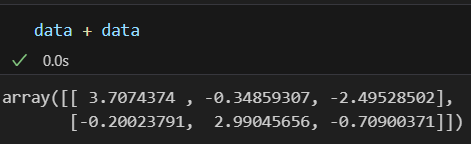 data + data
0.0s
array([[ 3.7074374 , -0.34859307, -2.49528502],
[-0.20023791, 2.99045656, -0.70900371]])